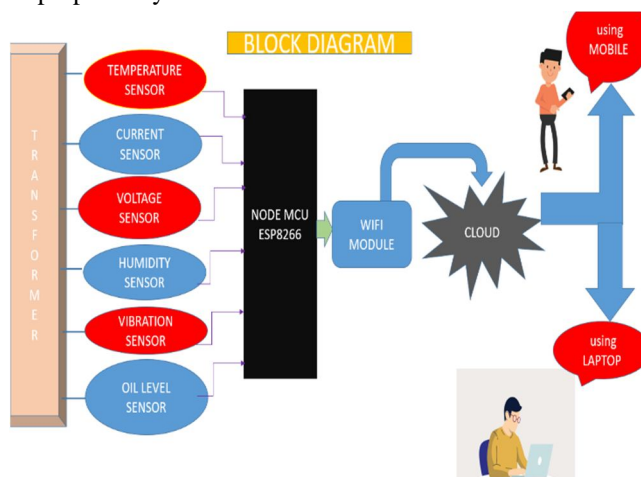 BLOCK DIAGRAM
TRANSFORMER
TEMPERATURE
SENSOR
CURRENT
SENSOR
VOLTAGE
SENSOR
HUMIDITY
SENSOR
VIBRATION
SENSOR
OIL LEVEL
SENSOR
NODE MCU
ESP8266
WIFI
MODULE
CLOUD
using
MOBILE
using
LAPTOP